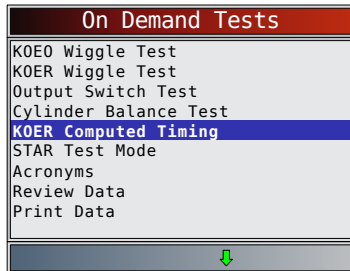 On Demand Tests
KOEO Wiggle Test
KOER Wiggle Test
Output Switch Test
Cylinder Balance Test
KOER Computed Timing
STAR Test Mode
Acronyms
Review Data
Print Data